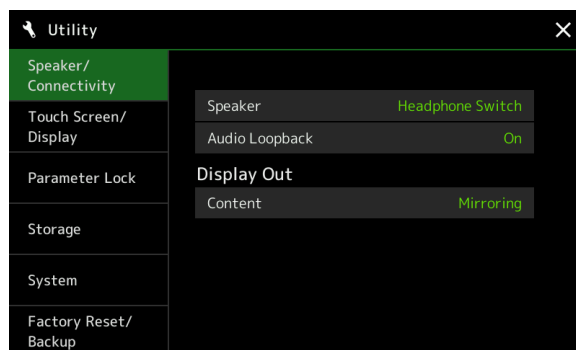 Utility
Speaker/
Connectivity
Touch Screen/
Display
Parameter Lock
Storage
System
Factory Reset/
Backup
Speaker Headphone Switch
Audio Loopback On
Display Out
Content Mirroring